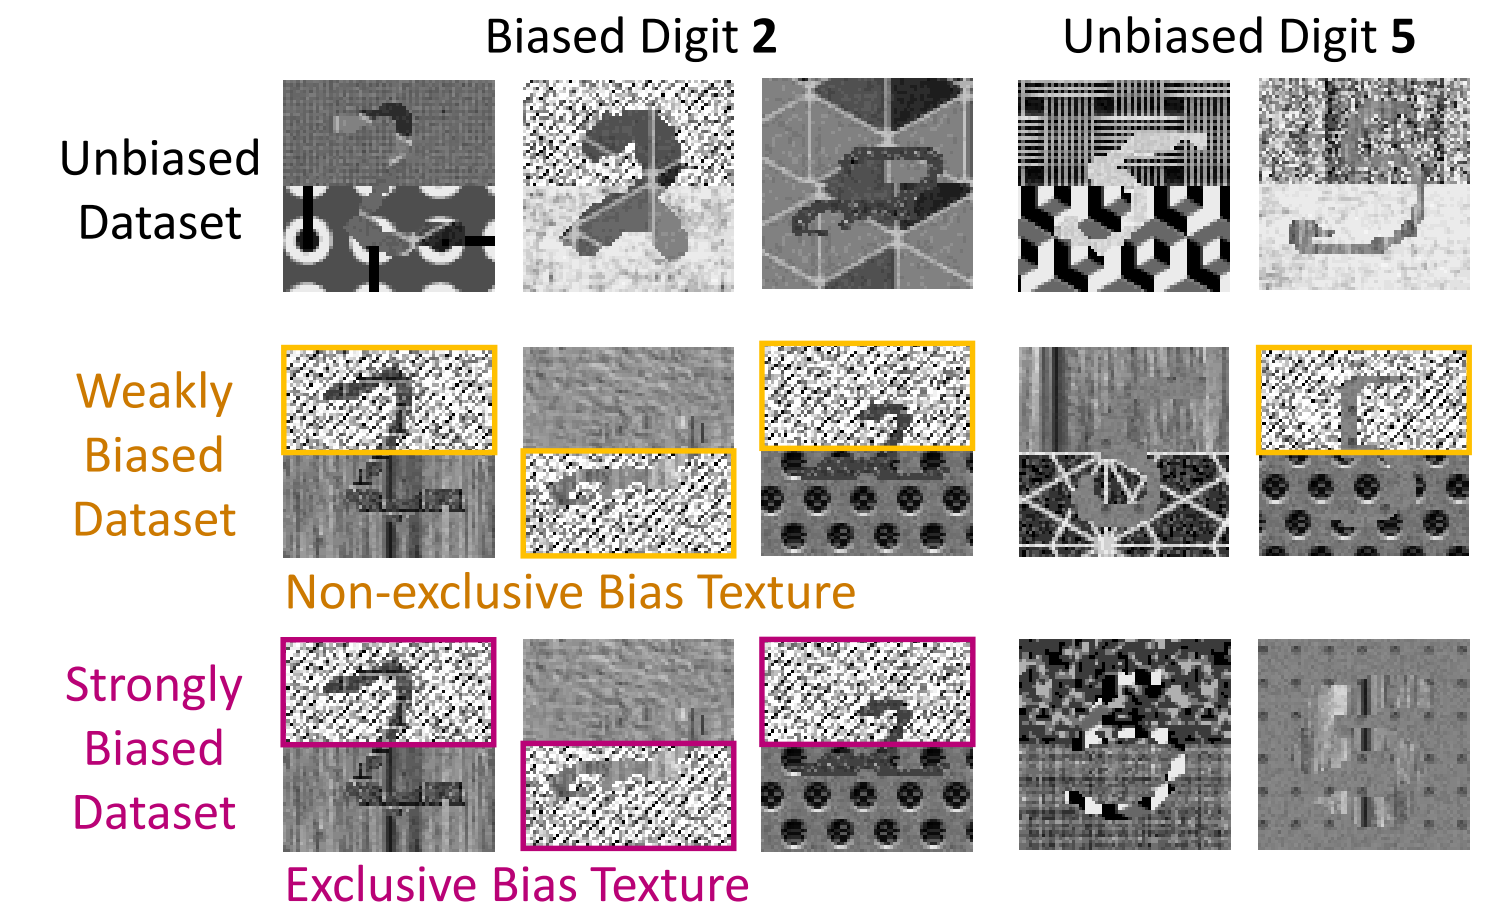 Biased Digit 2
Unbiased Digit 5
Unbiased
Dataset
Weakly
Biased
Dataset
Non-exclusive Bias Texture
Strongly
Biased
Dataset
Exclusive Bias Texture